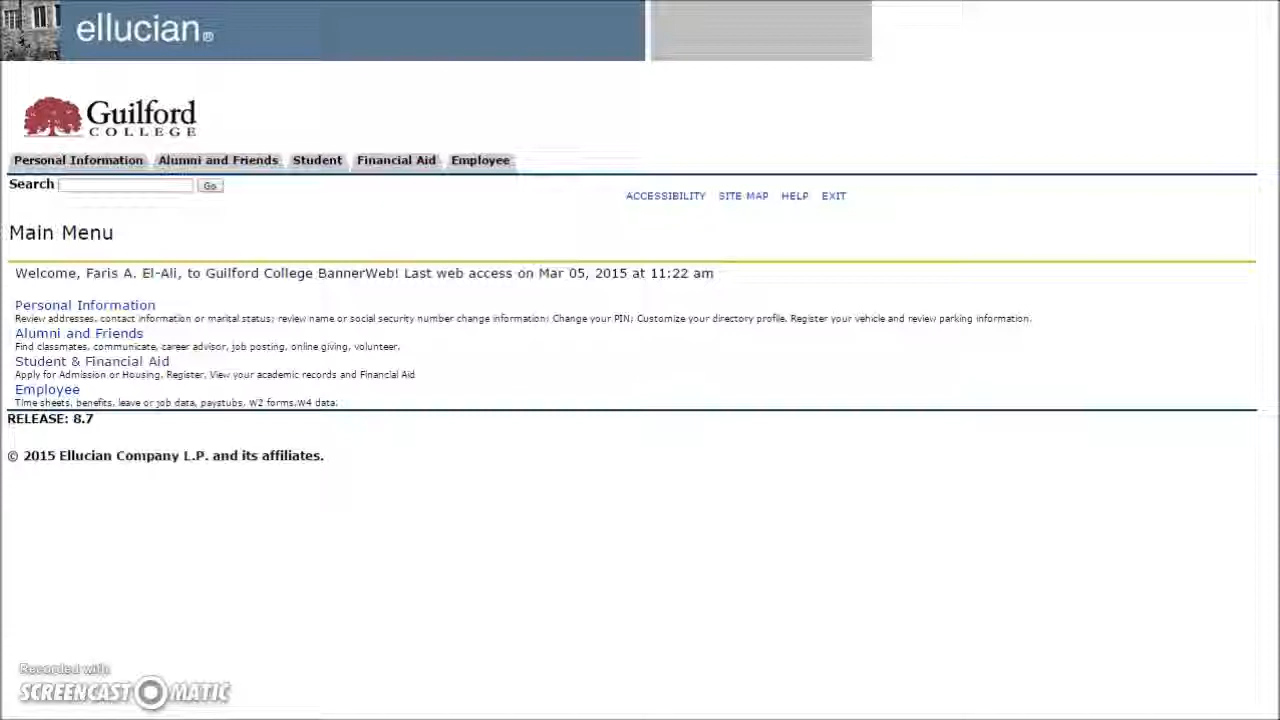 ellucian®
Guilford
COLLEGE
Personal Information Alumni and Friends Student Financial Aid Employee
Search Go
ACCESSIBILITY SITE MAP HELP EXIT
Main Menu
Welcome, Faris A. El-Ali, to Guilford College BannerWeb! Last web access on Mar 05, 2015 at 11:22 am
Personal Information
Review addresses, contact information or marital status; review name or social security number change information; Change your PIN; Customize your directory profile. Register your vehicle and review parking information.
Alumni and Friends
Find classmates, communicate, career advisor, job posting, online giving, volunteer.
Student & Financial Aid
Apply for Admission or Housing, Register, View your academic records and Financial Aid
Employee
Time sheets, benefits, leave or job data, paystubs, W2 forms,W4 data.
RELEASE: 8.7
© 2015 Ellucian Company L.P. and its affiliates.
Recorded with
SCREENCAST-O-MATIC